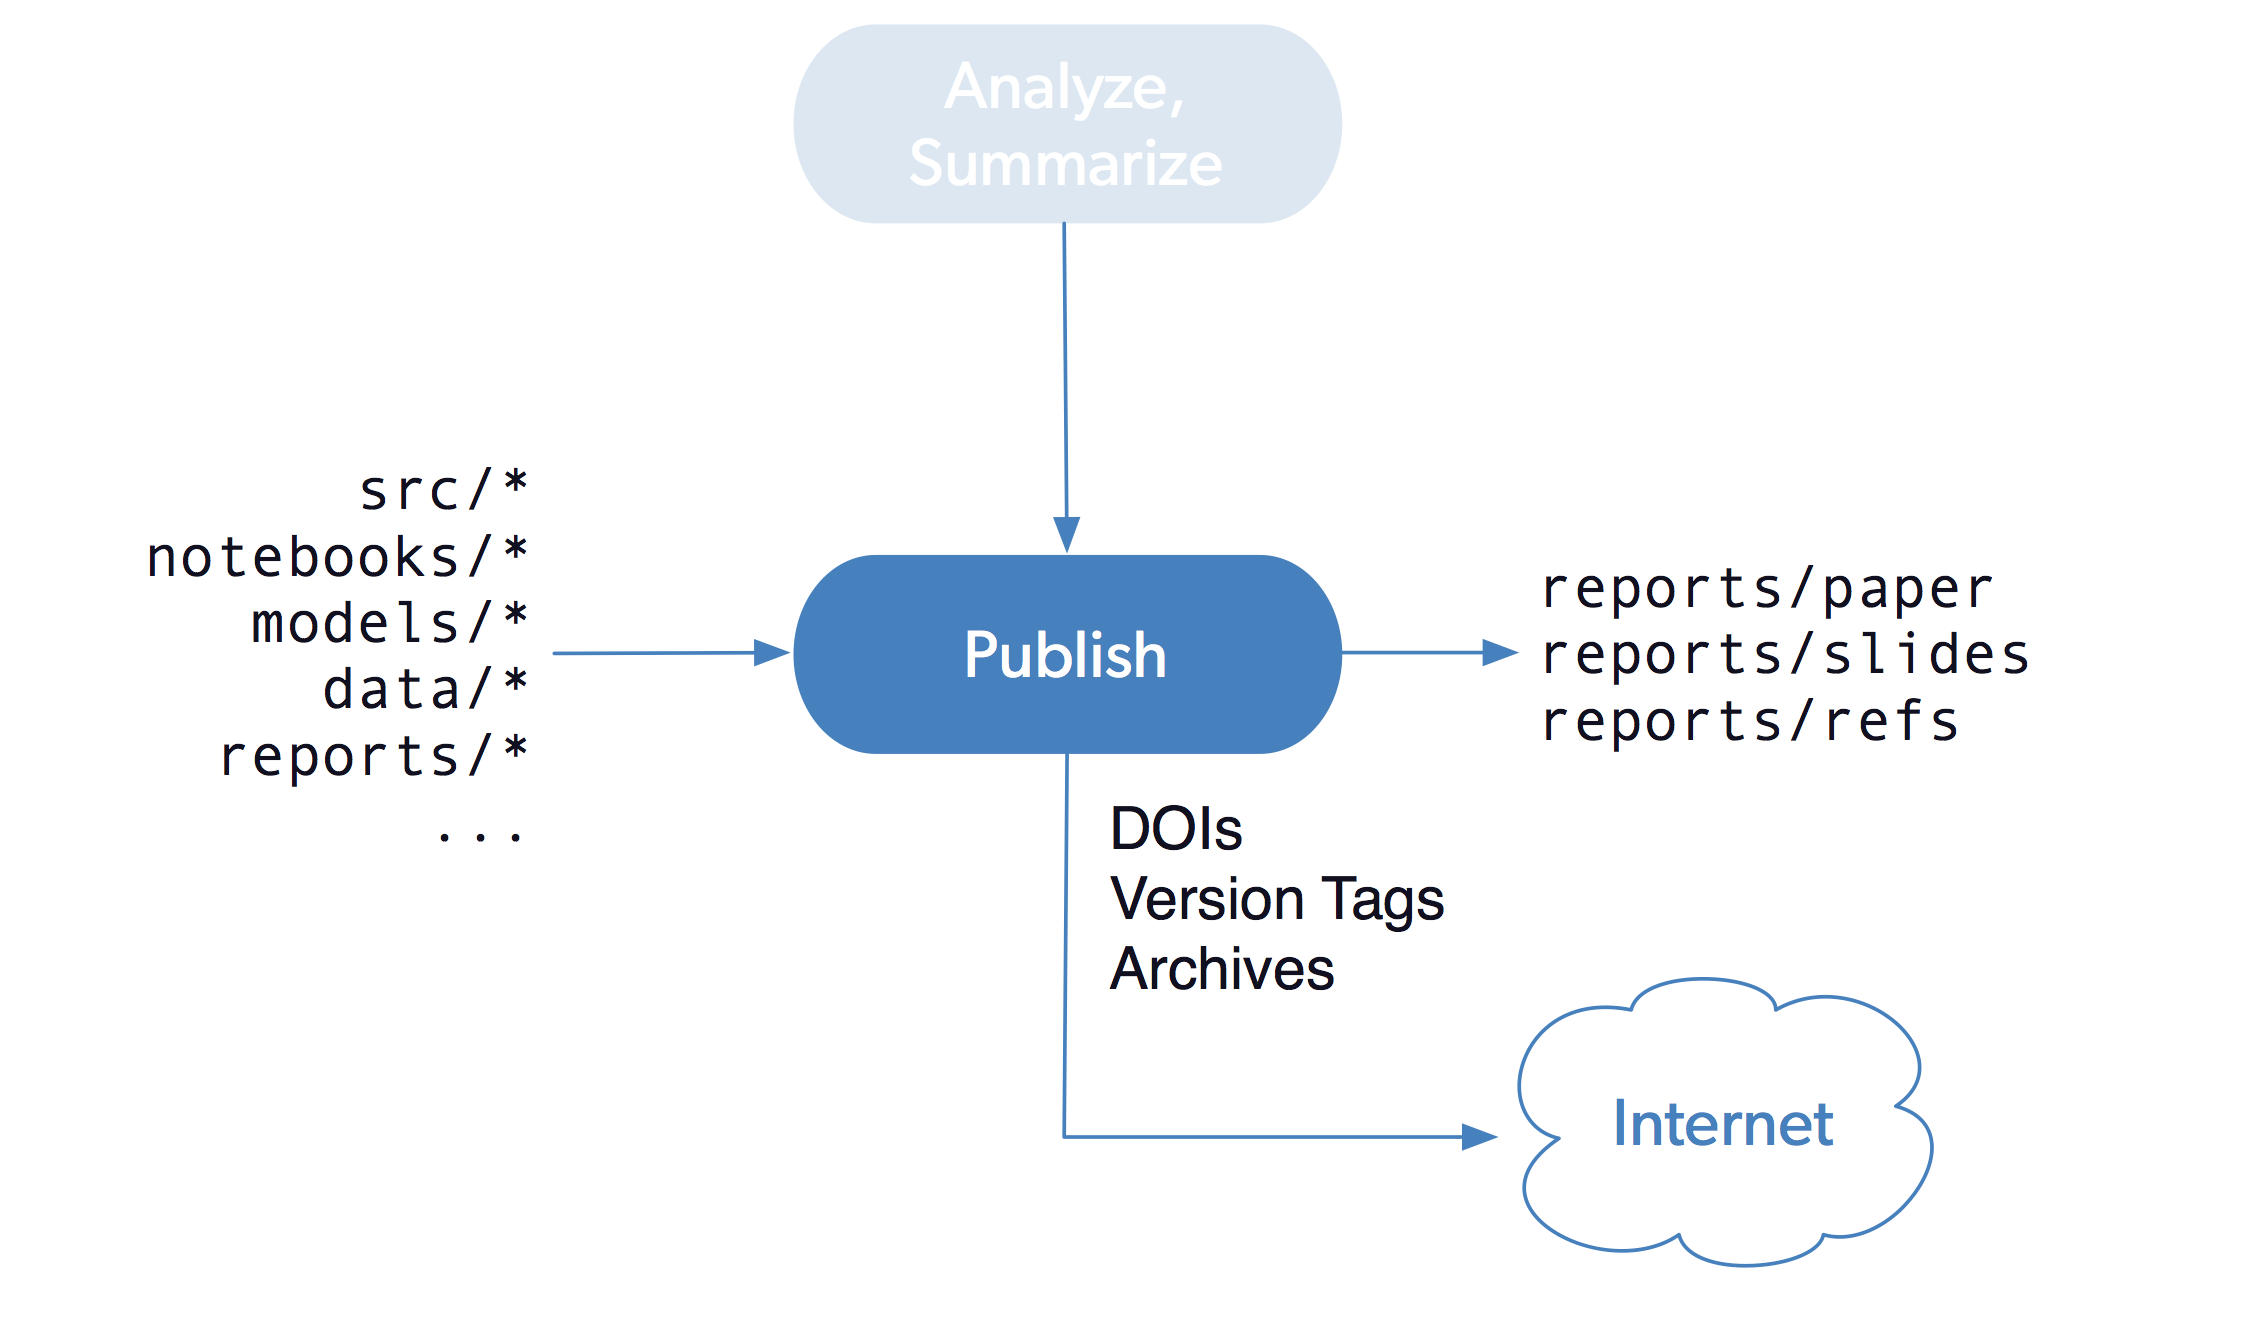 Analyze,
Summarize
src/*
notebooks/*
models/*
data/*
reports/*
...
Publish
reports/paper
reports/slides
reports/refs
DOIs
Version Tags
Archives
Internet